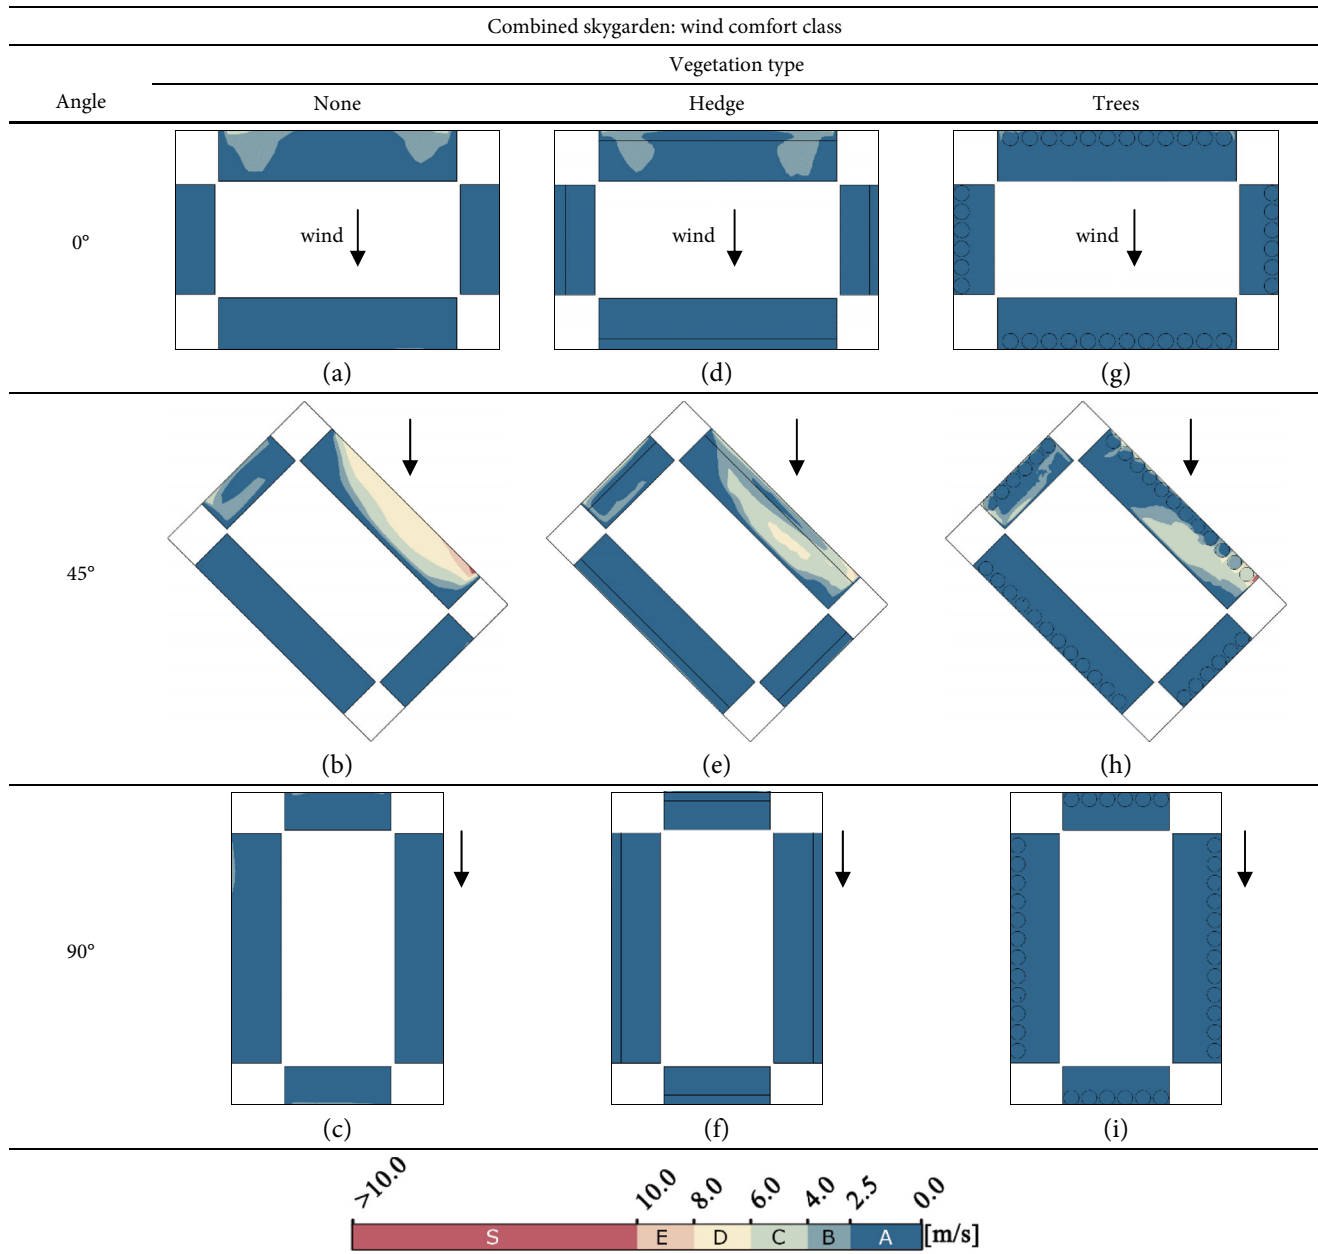 Combined skygarden: wind comfort class
Vegetation type
Angle None Hedge Trees
0°
wind wind wind
(a) (d) (g)
45°
(b) (e) (h)
90°
(c) (f) (i)
>10.0 10.0 8.0 6.0 4.0 2.5 0.0
S E D C B A [m/s]